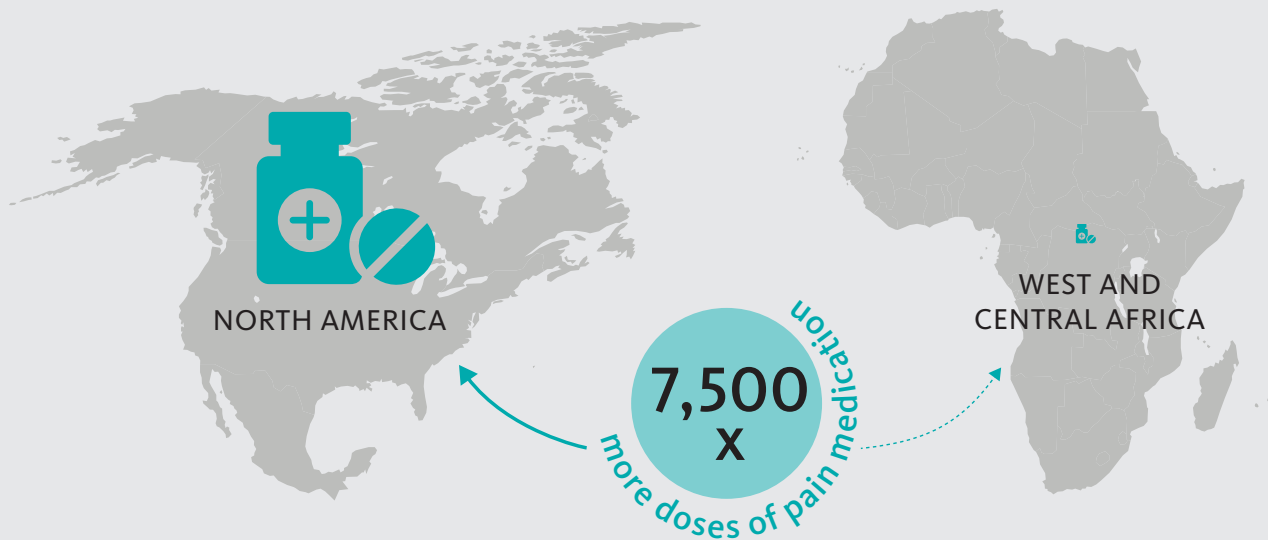 NORTH AMERICA
WEST AND
CENTRAL AFRICA
7,500
x
more doses of pain medication